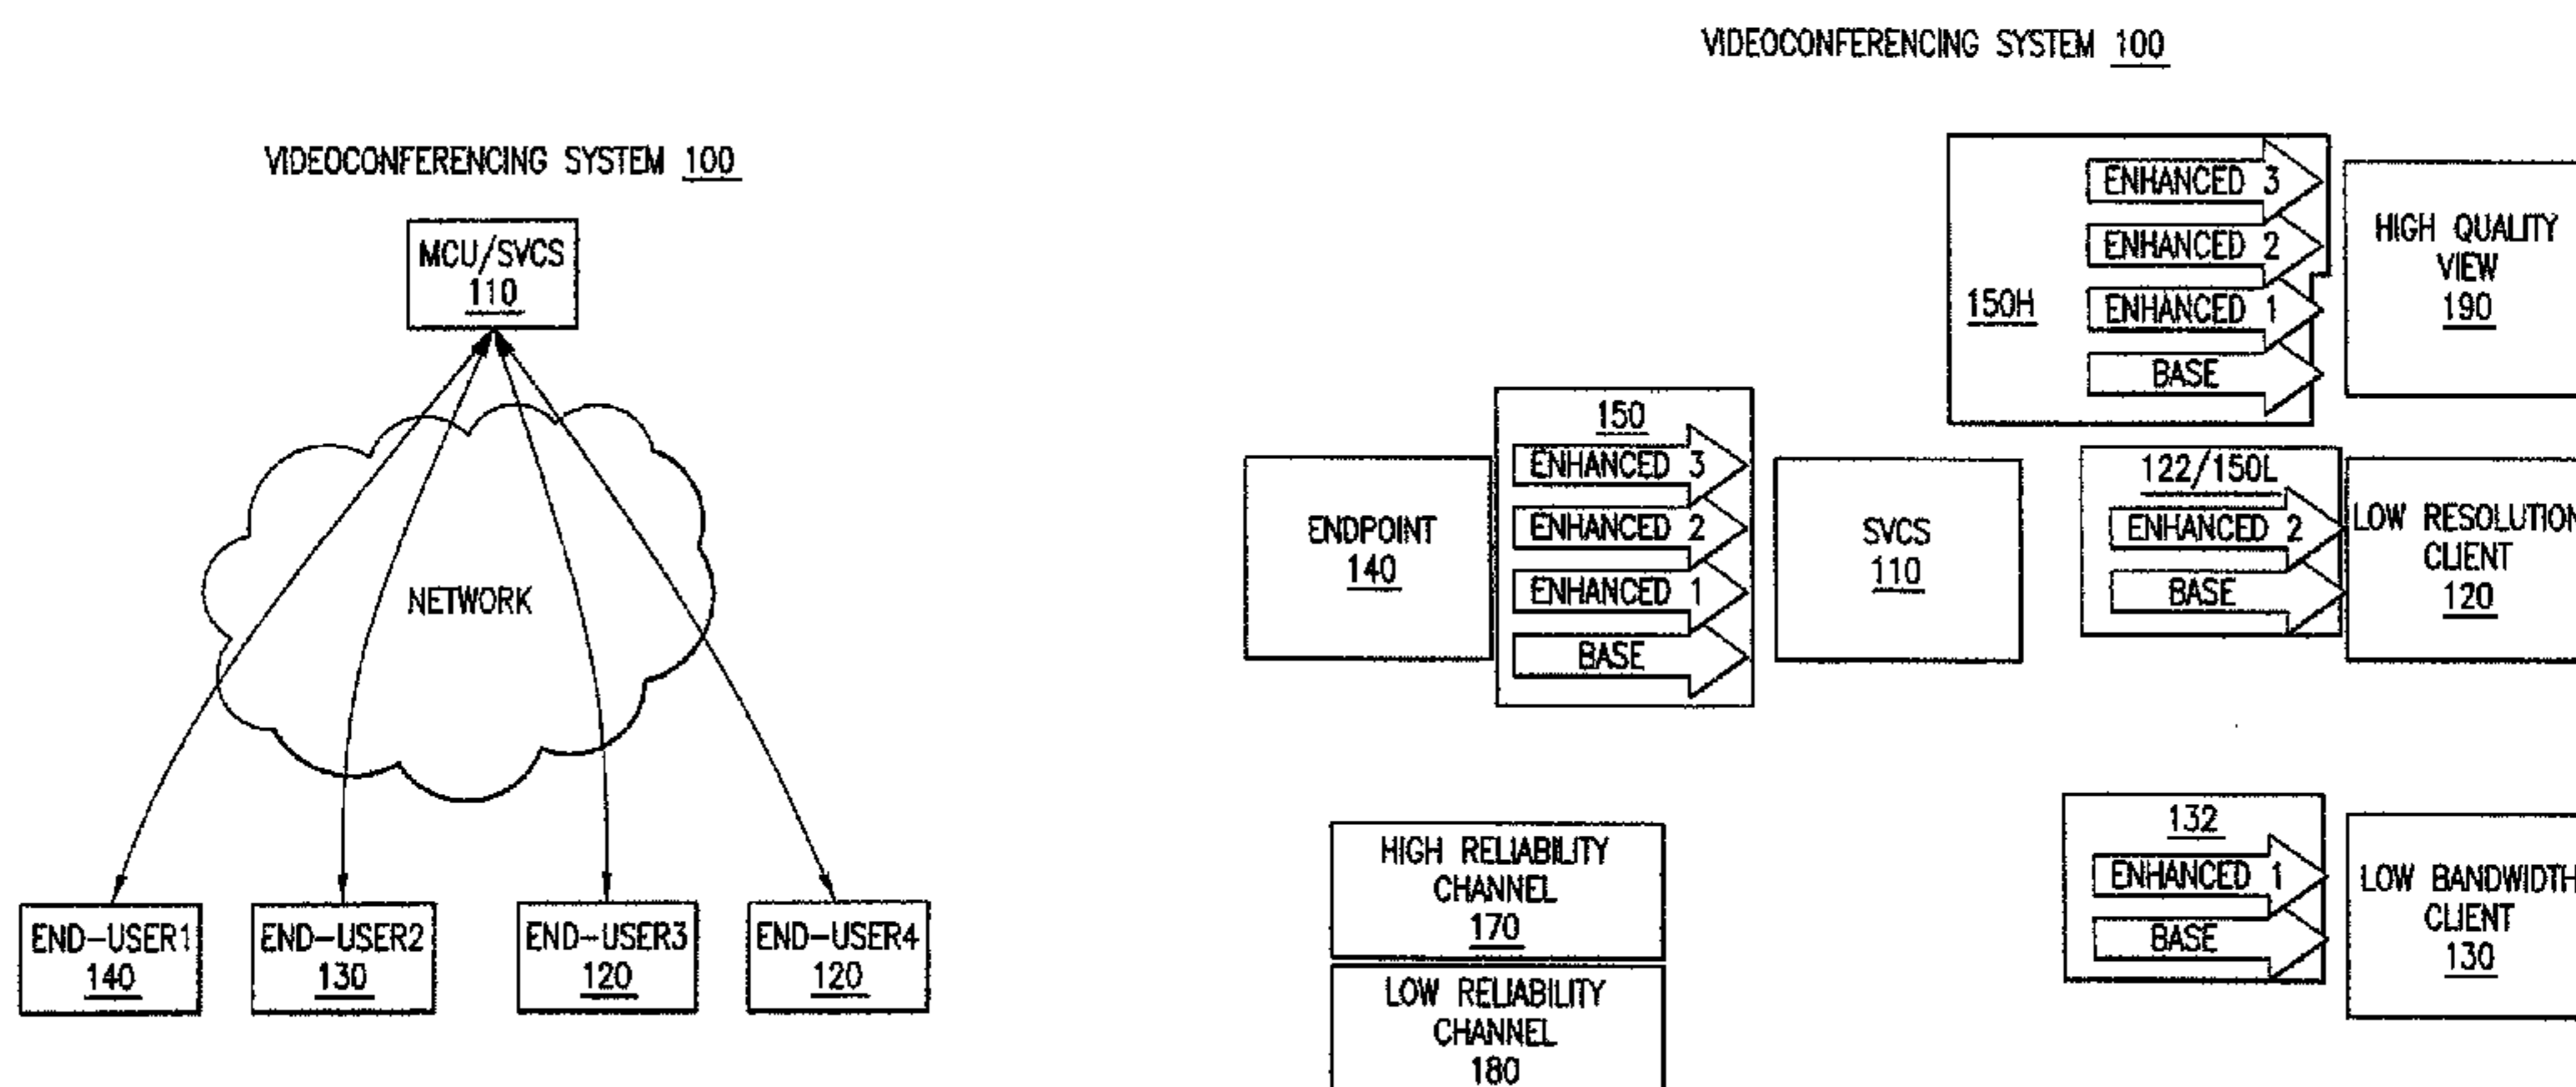 VIDEOCONFERENCING SYSTEM 100
MCU/SVCS
110
NETWORK
END-USER1
140
END-USER2
130
END-USER3
120
END-USER4
120
VIDEOCONFERENCING SYSTEM 100
150H
ENHANCED 3
ENHANCED 2
ENHANCED 1
BASE
HIGH QUALITY
VIEW
190
ENDPOINT
140
150
ENHANCED 3
ENHANCED 2
ENHANCED 1
BASE
SVCS
110
122/150L
ENHANCED 2
BASE
LOW RESOLUTION
CLIENT
120
HIGH RELIABILITY
CHANNEL
170
LOW RELIABILITY
CHANNEL
180
132
ENHANCED 1
BASE
LOW BANDWIDTH
CLIENT
130